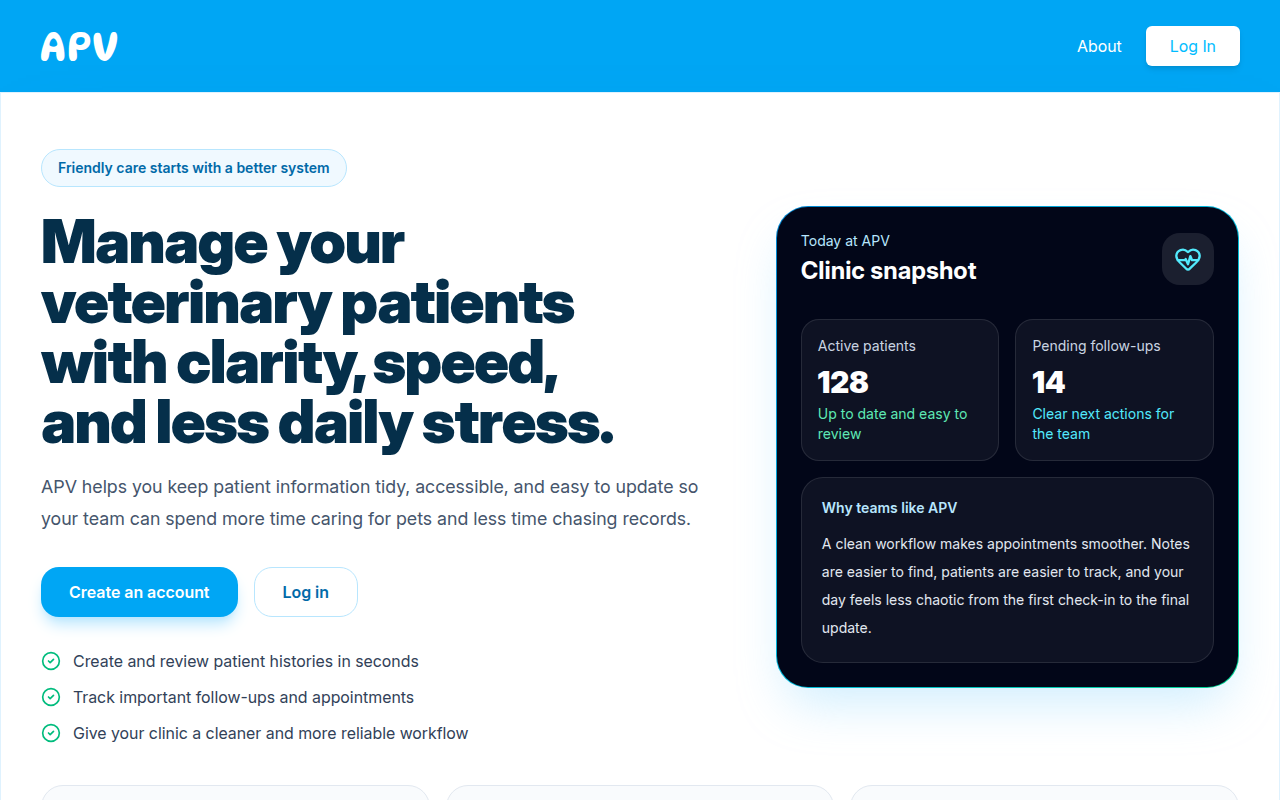 APV
About
Log In
Friendly care starts with a better system
Manage your
veterinary patients
with clarity, speed,
and less daily stress.
APV helps you keep patient information tidy, accessible, and easy to update so
your team can spend more time caring for pets and less time chasing records.
Create an account
Log in
Create and review patient histories in seconds
Track important follow-ups and appointments
Give your clinic a cleaner and more reliable workflow
Today at APV
Clinic snapshot
Active patients
128
Up to date and easy to
review
Pending follow-ups
14
Clear next actions for
the team
Why teams like APV
A clean workflow makes appointments smoother. Notes
are easier to find, patients are easier to track, and your
day feels less chaotic from the first check-in to the final
update.